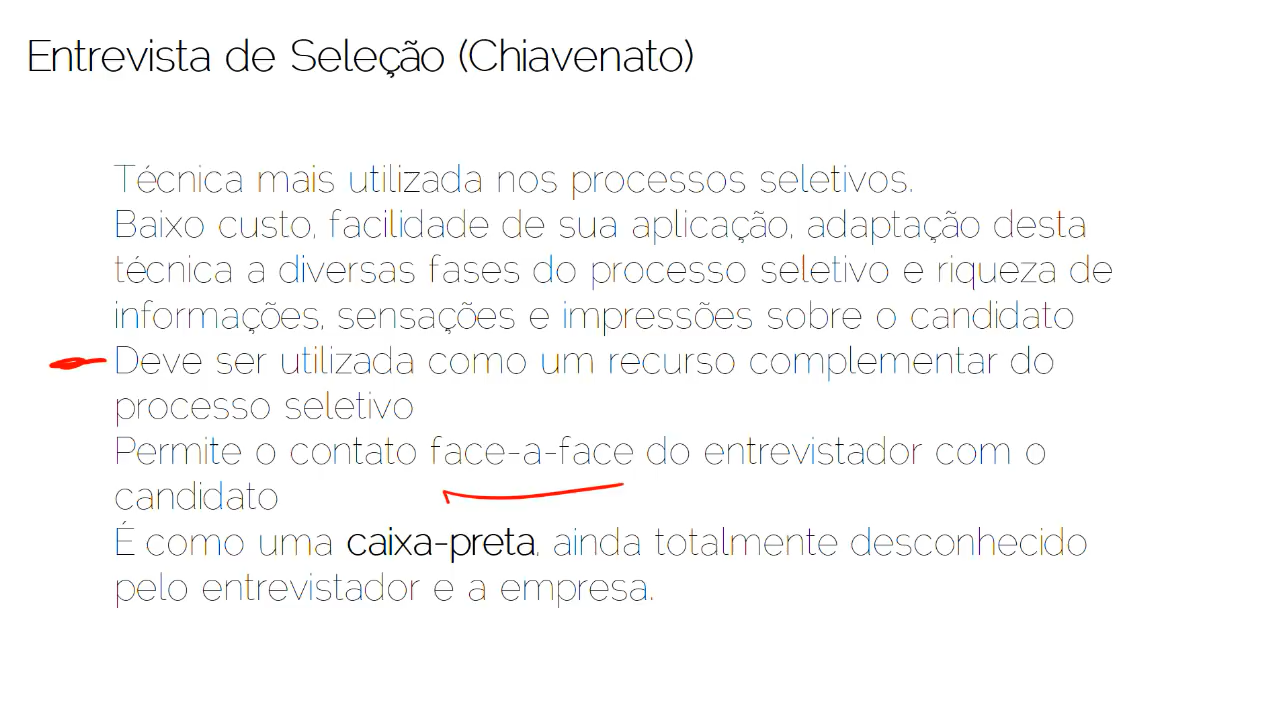 Entrevista de Seleção (Chiavenato)
Técnica mais utilizada nos processos seletivos.
Baixo custo, facilidade de sua aplicação, adaptação desta
técnica a diversas fases do processo seletivo e riqueza de
informações, sensações e impressões sobre o candidato
Deve ser utilizada como um recurso complementar do
processo seletivo
Permite o contato face-a-face do entrevistador com o
candidato
É como uma caixa-preta, ainda totalmente desconhecido
pelo entrevistador e a empresa.